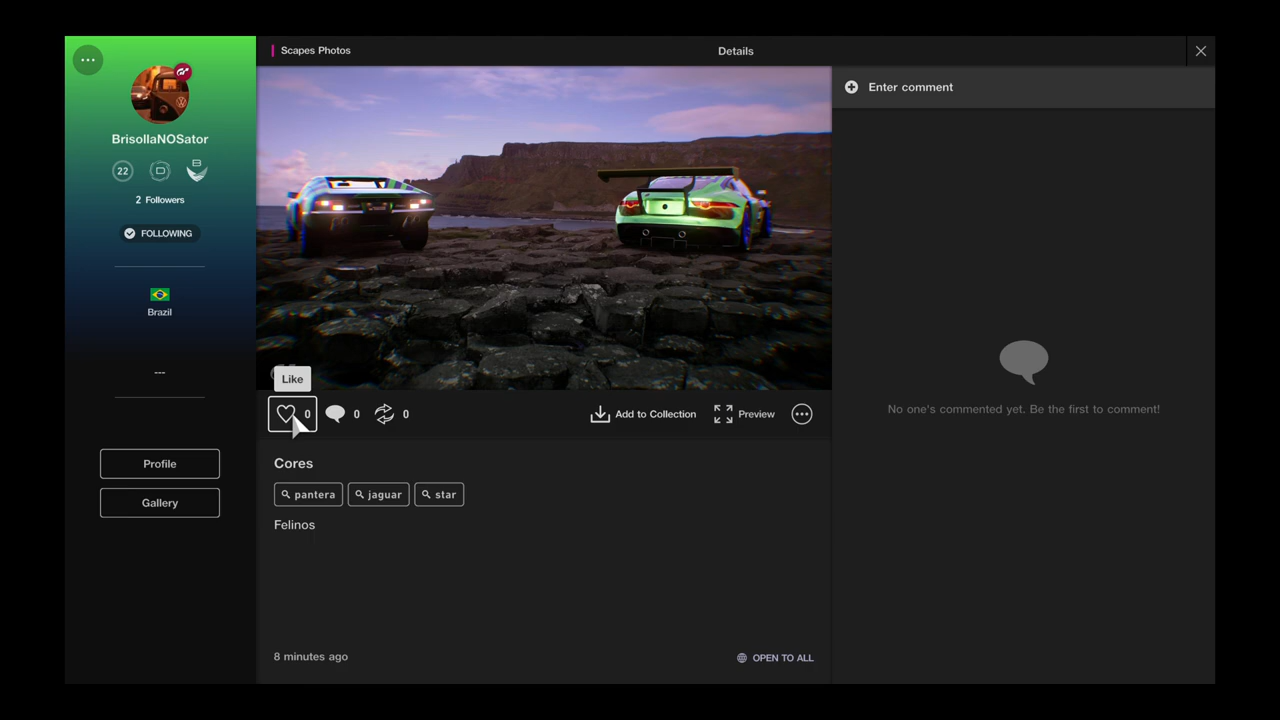 Scapes Photos
Details
BrisollaNOSator
22
D
B
2 Followers
FOLLOWING
Brazil
---
Profile
Gallery
Enter comment
No one's commented yet. Be the first to comment!
Like
0
0
0
Add to Collection
Preview
Cores
pantera
jaguar
star
Felinos
8 minutes ago
OPEN TO ALL